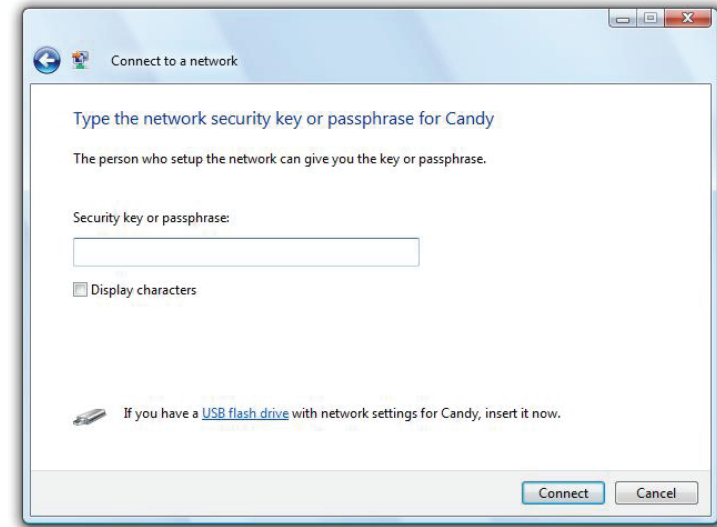 Connect to a network
Type the network security key or passphrase for Candy
The person who setup the network can give you the key or passphrase.
Security key or passphrase:
Display characters
If you have a USB flash drive with network settings for Candy, insert it now.
Connect Cancel